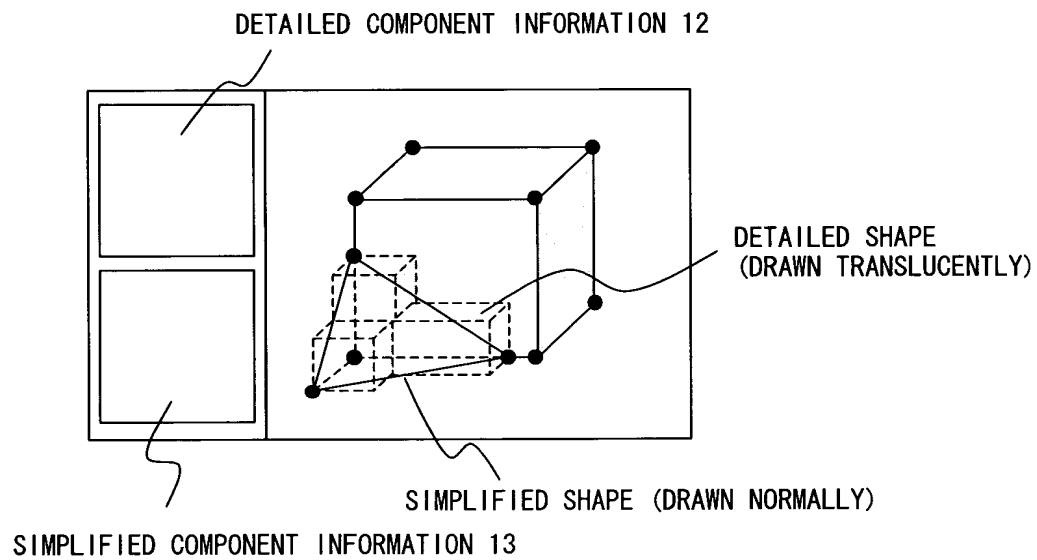 DETAILED COMPONENT INFORMATION 12
DETAILED SHAPE
(DRAWN TRANSLUCENTLY)
SIMPLIFIED SHAPE (DRAWN NORMALLY)
SIMPLIFIED COMPONENT INFORMATION 13